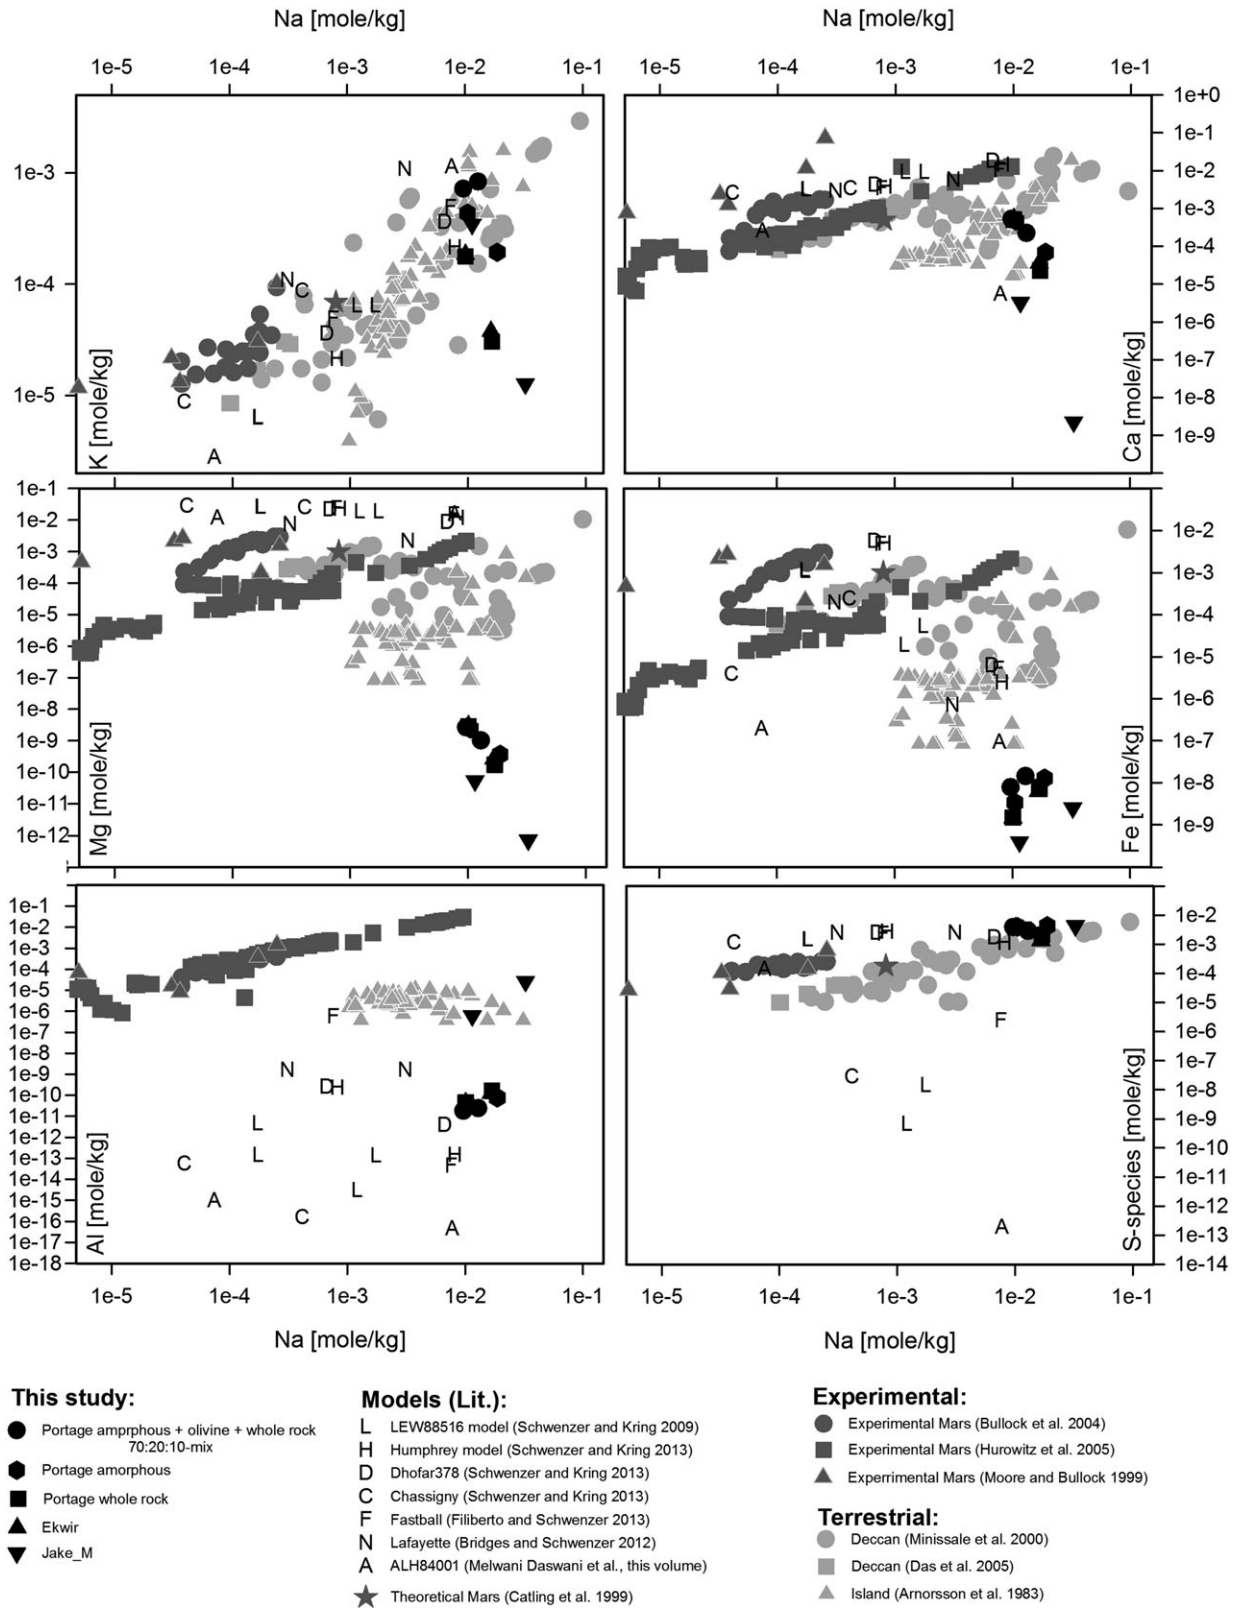 Na [mole/kg] Na [mole/kg]
1e-5 1e-4 1e-3 1e-2 1e-1 1e-5 1e-4 1e-3 1e-2 1e-1
1e-3
1e-4
1e-5
K [mole/kg]
N A F D H N C L L F D H C L A
1e+0
1e-1
1e-2
1e-3
1e-4
1e-5
1e-6
1e-7
1e-8
1e-9
Ca [mole/kg]
C L N C D F H L L N D F H A A
1e-1
1e-2
1e-3
1e-4
1e-5
1e-6
1e-7
1e-8
1e-9
1e-10
1e-11
1e-12
Mg [mole/kg]
C A L N C D F H L L N D A F H
1e-2
1e-3
1e-4
1e-5
1e-6
1e-7
1e-8
1e-9
Fe [mole/kg]
D F H L N C L L C A D F H N A
1e-1
1e-2
1e-3
1e-4
1e-5
1e-6
1e-7
1e-8
1e-9
1e-10
1e-11
1e-12
1e-13
1e-14
1e-15
1e-16
1e-17
1e-18
Al [mole/kg]
F N N D H L D L L H F C A L C A
1e-2
1e-3
1e-4
1e-5
1e-6
1e-7
1e-8
1e-9
1e-10
1e-11
1e-12
1e-13
1e-14
S-species [mole/kg]
C L A N D F H N D H F C L L A
1e-5 1e-4 1e-3 1e-2 1e-1 1e-5 1e-4 1e-3 1e-2 1e-1
Na [mole/kg] Na [mole/kg]
This study:
Portage amprphous + olivine + whole rock
70:20:10-mix
Portage amorphous
Portage whole rock
Ekwir
Jake_M
Models (Lit.):
L LEW88516 model (Schwenzer and Kring 2009)
H Humphrey model (Schwenzer and Kring 2013)
D Dhofar378 (Schwenzer and Kring 2013)
C Chassigny (Schwenzer and Kring 2013)
F Fastball (Filiberto and Schwenzer 2013)
N Lafayette (Bridges and Schwenzer 2012)
A ALH84001 (Melwani Daswani et al., this volume)
Theoretical Mars (Catling et al. 1999)
Experimental:
Experimental Mars (Bullock et al. 2004)
Experimental Mars (Hurowitz et al. 2005)
Experrimental Mars (Moore and Bullock 1999)
Terrestrial:
Deccan (Minissale et al. 2000)
Deccan (Das et al. 2005)
Island (Arnorsson et al. 1983)